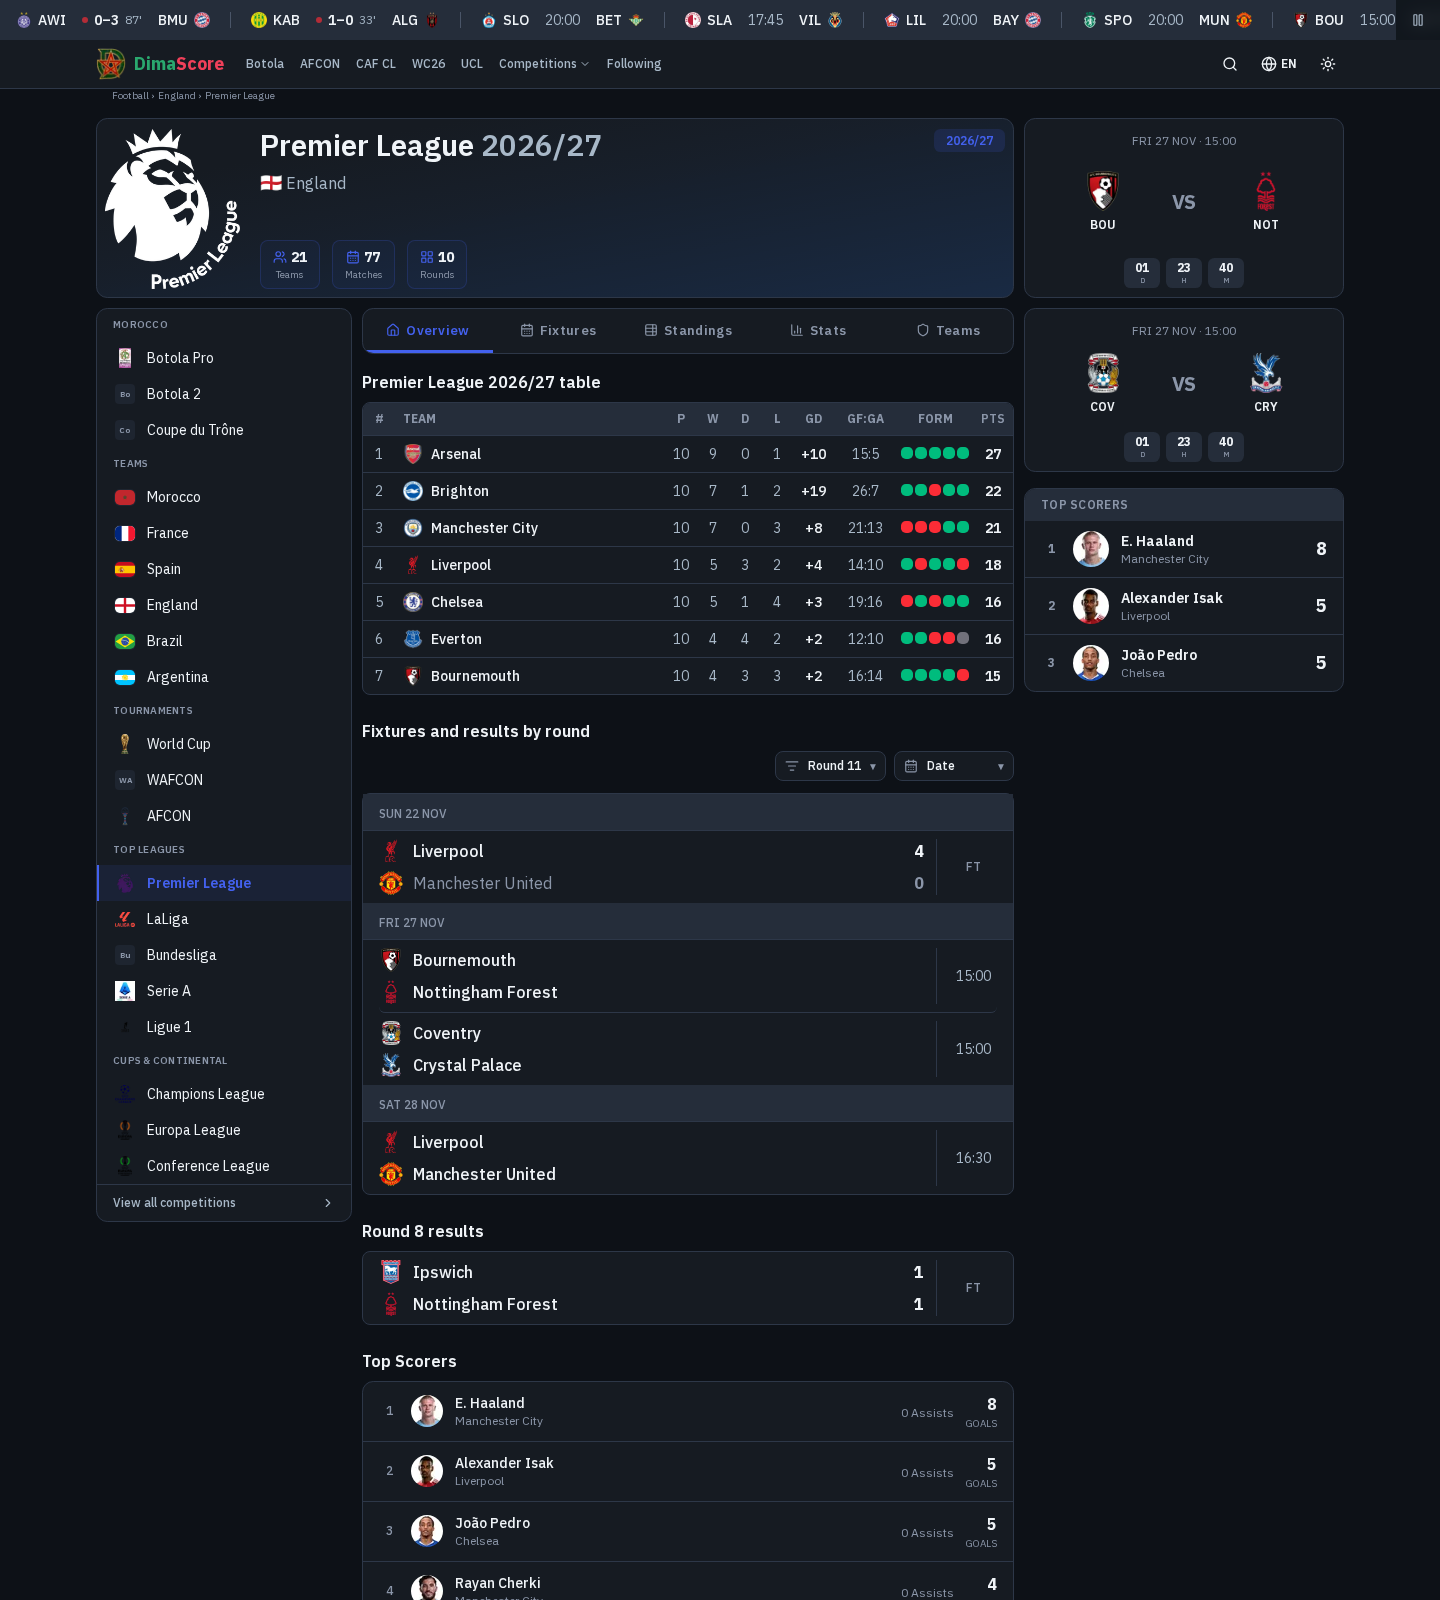 AWI 0–3 87' BMU KAB 1–0 33' ALG SLO 20:00 BET SLA 17:45 VIL LIL 20:00 BAY SPO 20:00 MUN BOU 15:00
DimaScore Botola AFCON CAF CL WC26 UCL Competitions Following EN
Football › England › Premier League
Premier League
Premier League 2026/27
2026/27
🏴󠁧󠁢󠁥󠁮󠁧󠁿 England
21 77 10
Teams Matches Rounds
FRI 27 NOV · 15:00
VS
BOU NOT
01 23 40
D H M
MOROCCO
Botola Pro
Bo Botola 2
Co Coupe du Trône
TEAMS
Morocco
France
Spain
England
Brazil
Argentina
TOURNAMENTS
World Cup
WA WAFCON
AFCON
TOP LEAGUES
Premier League
LaLiga
Bu Bundesliga
Serie A
Ligue 1
CUPS & CONTINENTAL
Champions League
Europa League
Conference League
View all competitions
Overview Fixtures Standings Stats Teams
Premier League 2026/27 table
# TEAM P W D L GD GF:GA FORM PTS
1 Arsenal 10 9 0 1 +10 15:5 27
2 Brighton 10 7 1 2 +19 26:7 22
3 Manchester City 10 7 0 3 +8 21:13 21
4 Liverpool 10 5 3 2 +4 14:10 18
5 Chelsea 10 5 1 4 +3 19:16 16
6 Everton 10 4 4 2 +2 12:10 16
7 Bournemouth 10 4 3 3 +2 16:14 15
Fixtures and results by round
Round 11 ▾ Date ▾
SUN 22 NOV
Liverpool 4
Manchester United 0
FT
FRI 27 NOV
Bournemouth
Nottingham Forest
15:00
Coventry
Crystal Palace
15:00
SAT 28 NOV
Liverpool
Manchester United
16:30
Round 8 results
Ipswich 1
Nottingham Forest 1
FT
Top Scorers
1 E. Haaland
Manchester City
0 Assists 8
GOALS
2 Alexander Isak
Liverpool
0 Assists 5
GOALS
3 João Pedro
Chelsea
0 Assists 5
GOALS
4 Rayan Cherki
Manchester City
0 Assists 4
FRI 27 NOV · 15:00
VS
COV CRY
01 23 40
D H M
TOP SCORERS
1 E. Haaland 8
Manchester City
2 Alexander Isak 5
Liverpool
3 João Pedro 5
Chelsea